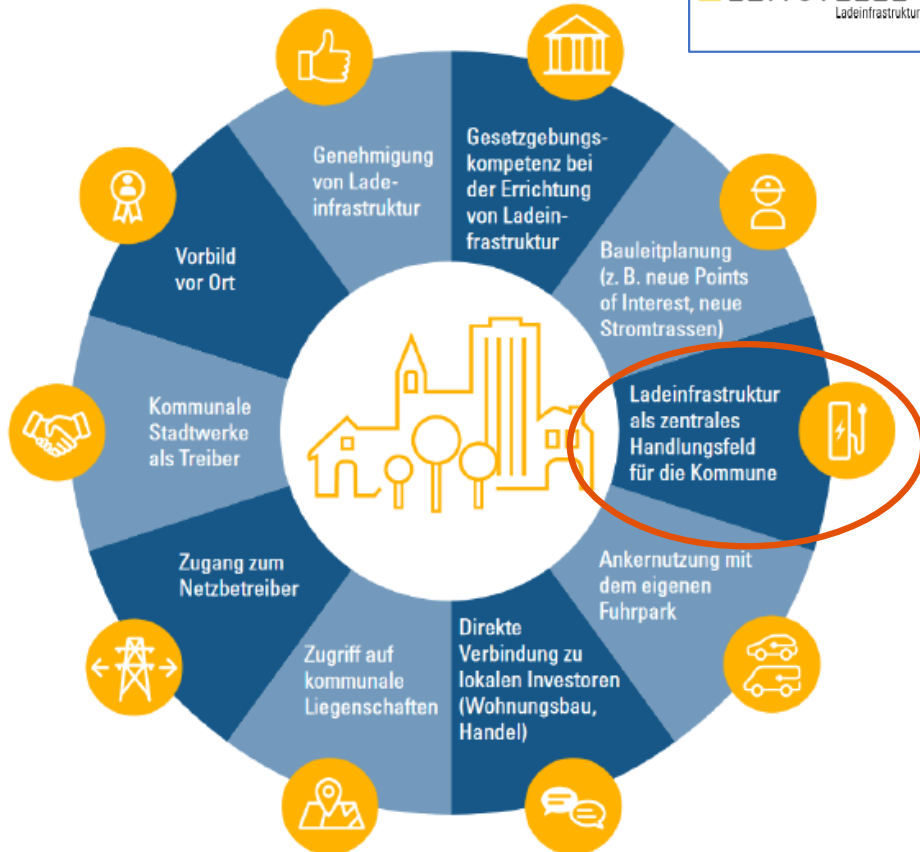 Ladeinfrastruktur
Genehmigung
von Lade-
infrastruktur
Gesetzgebungs-
kompetenz bei
der Errichtung
von Ladein-
frastruktur
Bauleitplanung
(z. B. neue Points
of Interest, neue
Stromtrassen)
Ladeinfrastruktur
als zentrales
Handlungsfeld
für die Kommune
Ankernutzung mit
dem eigenen
Fuhrpark
Direkte
Verbindung zu
lokalen Investoren
(Wohnungsbau,
Handel)
Zugriff auf
kommunale
Liegenschaften
Zugang zum
Netzbetreiber
Kommunale
Stadtwerke
als Treiber
Vorbild
vor Ort